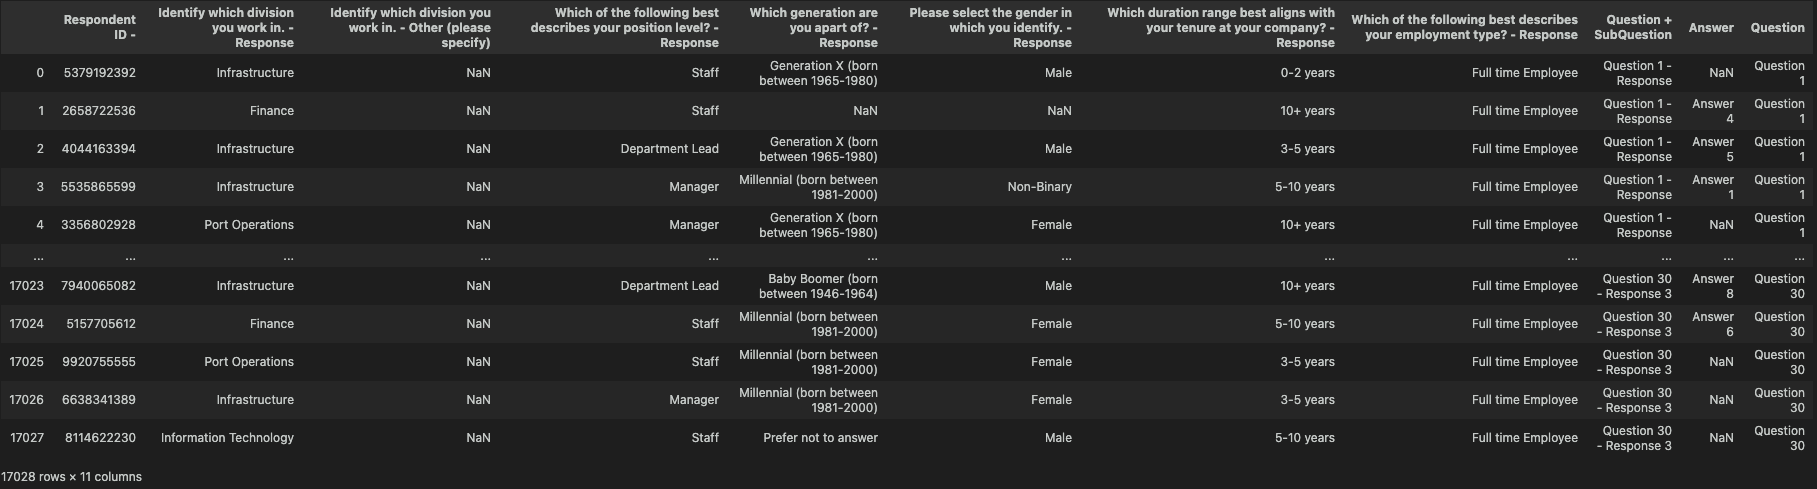 Respondent ID - Identify which division you work in. - Response Identify which division you work in. - Other (please specify) Which of the following best describes your position level? - Response Which generation are you apart of? - Response Please select the gender in which you identify. - Response Which duration range best aligns with your tenure at your company? - Response Which of the following best describes your employment type? - Response Question + SubQuestion Answer Question
0 5379192392 Infrastructure NaN Staff Generation X (born between 1965-1980) Male 0-2 years Full time Employee Question 1 - Response NaN Question 1
1 2658722536 Finance NaN Staff NaN NaN 10+ years Full time Employee Question 1 - Response Answer 4 Question 1
2 4044163394 Infrastructure NaN Department Lead Generation X (born between 1965-1980) Male 3-5 years Full time Employee Question 1 - Response Answer 5 Question 1
3 5535865599 Infrastructure NaN Manager Millennial (born between 1981-2000) Non-Binary 5-10 years Full time Employee Question 1 - Response Answer 1 Question 1
4 3356802928 Port Operations NaN Manager Generation X (born between 1965-1980) Female 10+ years Full time Employee Question 1 - Response NaN Question 1
... ... ... ... ... ... ... ... ... ... ... ...
17023 7940065082 Infrastructure NaN Department Lead Baby Boomer (born between 1946-1964) Male 10+ years Full time Employee Question 30 - Response 3 Answer 8 Question 30
17024 5157705612 Finance NaN Staff Millennial (born between 1981-2000) Female 5-10 years Full time Employee Question 30 - Response 3 Answer 6 Question 30
17025 9920755555 Port Operations NaN Staff Millennial (born between 1981-2000) Female 3-5 years Full time Employee Question 30 - Response 3 NaN Question 30
17026 6638341389 Infrastructure NaN Manager Millennial (born between 1981-2000) Female 3-5 years Full time Employee Question 30 - Response 3 NaN Question 30
17027 8114622230 Information Technology NaN Staff Prefer not to answer Male 5-10 years Full time Employee Question 30 - Response 3 NaN Question 30
17028 rows × 11 columns